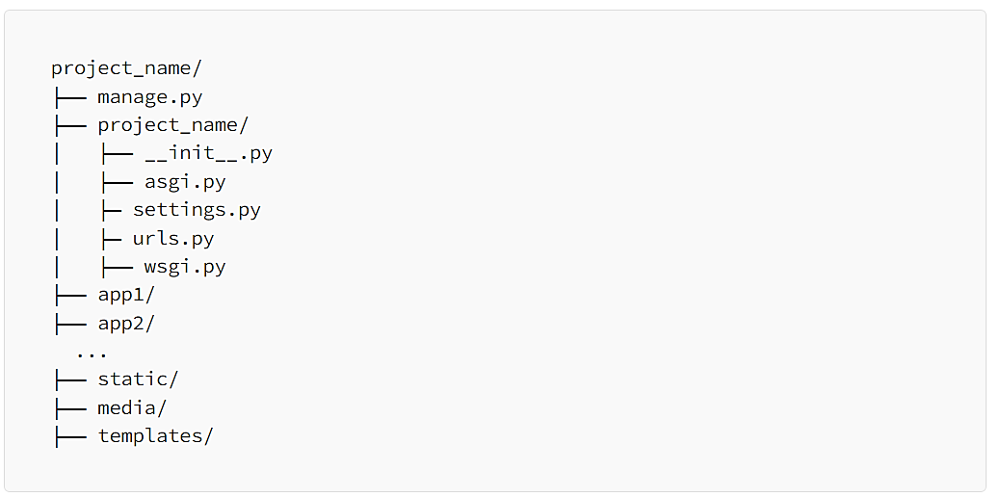 project_name/
├── manage.py
├── project_name/
│   ├── __init__.py
│   ├── asgi.py
│   ├─ settings.py
│   ├─ urls.py
│   ├── wsgi.py
├── app1/
├── app2/
  ...
├── static/
├── media/
├── templates/